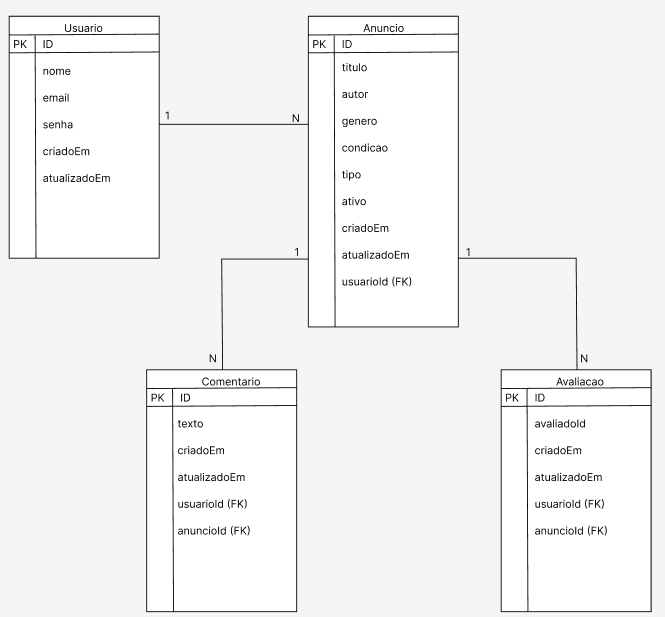 Usuario
PK ID
nome
email
senha
criadoEm
atualizadoEm
1
N
Anuncio
PK ID
titulo
autor
genero
condicao
tipo
ativo
criadoEm
atualizadoEm
usuarioId (FK)
1
N
1
N
Comentario
PK ID
texto
criadoEm
atualizadoEm
usuarioId (FK)
anuncioId (FK)
Avaliacao
PK ID
avaliadoId
criadoEm
atualizadoEm
usuarioId (FK)
anuncioId (FK)